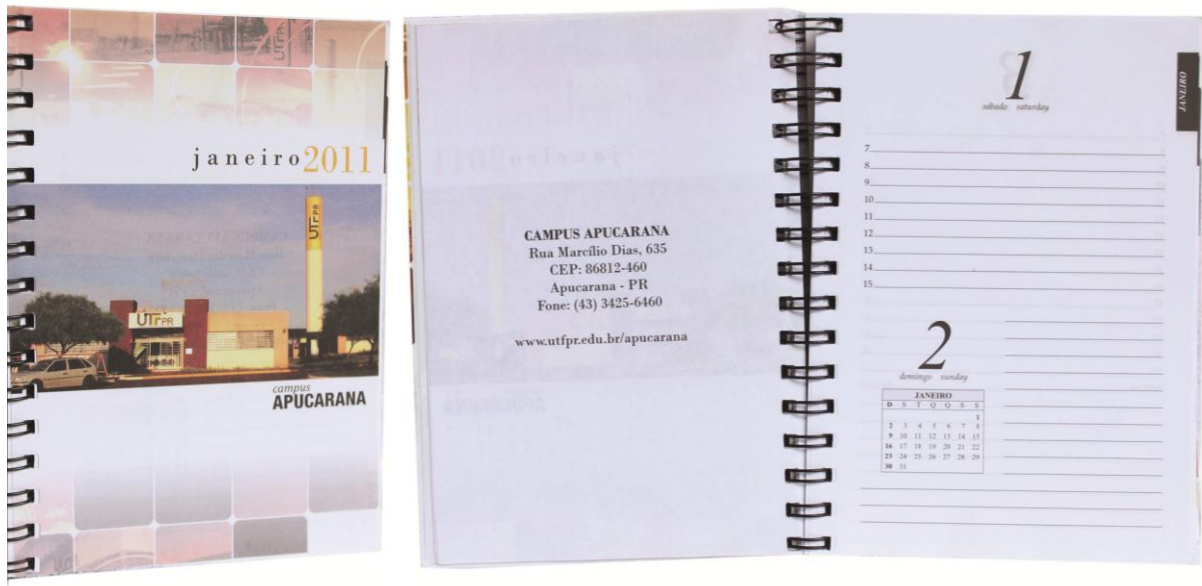 janeiro2011
UTFPR
UTFPR
campus
APUCARANA
CAMPUS APUCARANA
Rua Marcílio Dias, 635
CEP: 86812-460
Apucarana - PR
Fone: (43) 3425-6460
www.utfpr.edu.br/apucarana
1
sábado saturday
JANEIRO
7
8
9
10
11
12
13
14
15
2
domingo sunday
JANEIRO
D S T Q Q S S
1
2 3 4 5 6 7 8
9 10 11 12 13 14 15
16 17 18 19 20 21 22
23 24 25 26 27 28 29
30 31